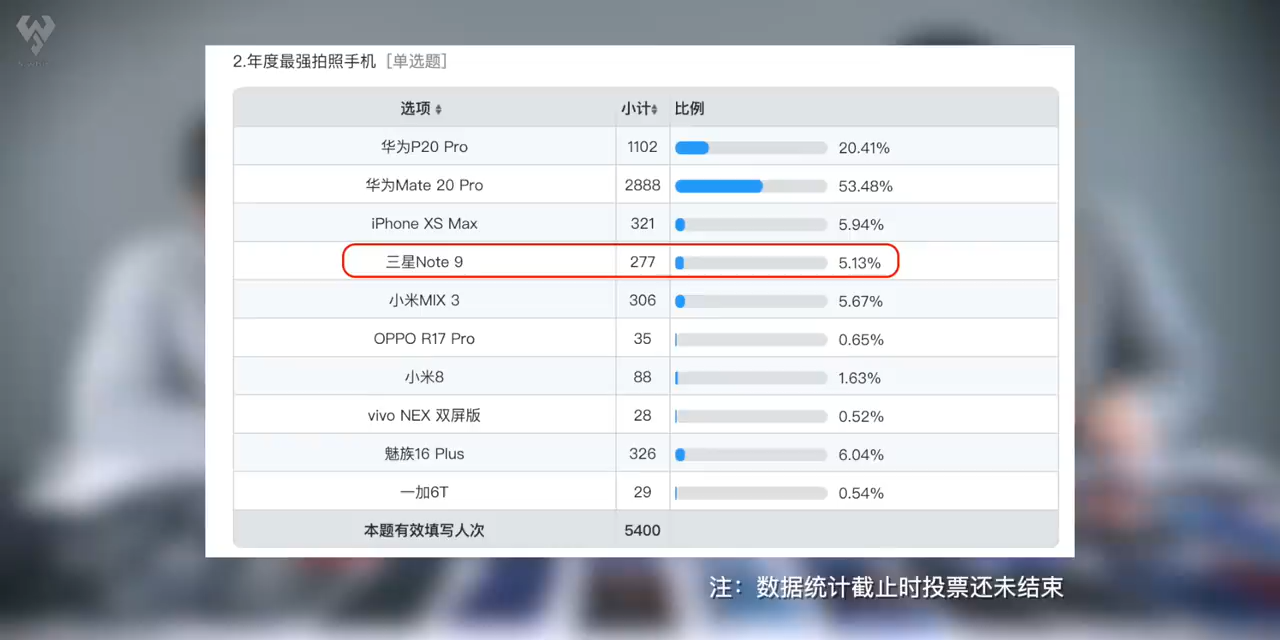 2.年度最强拍照手机 [单选题]
选项 小计 比例
华为P20 Pro 1102 20.41%
华为Mate 20 Pro 2888 53.48%
iPhone XS Max 321 5.94%
三星Note 9 277 5.13%
小米MIX 3 306 5.67%
OPPO R17 Pro 35 0.65%
小米8 88 1.63%
vivo NEX 双屏版 28 0.52%
魅族16 Plus 326 6.04%
一加6T 29 0.54%
本题有效填写人次 5400
注：数据统计截止时投票还未结束